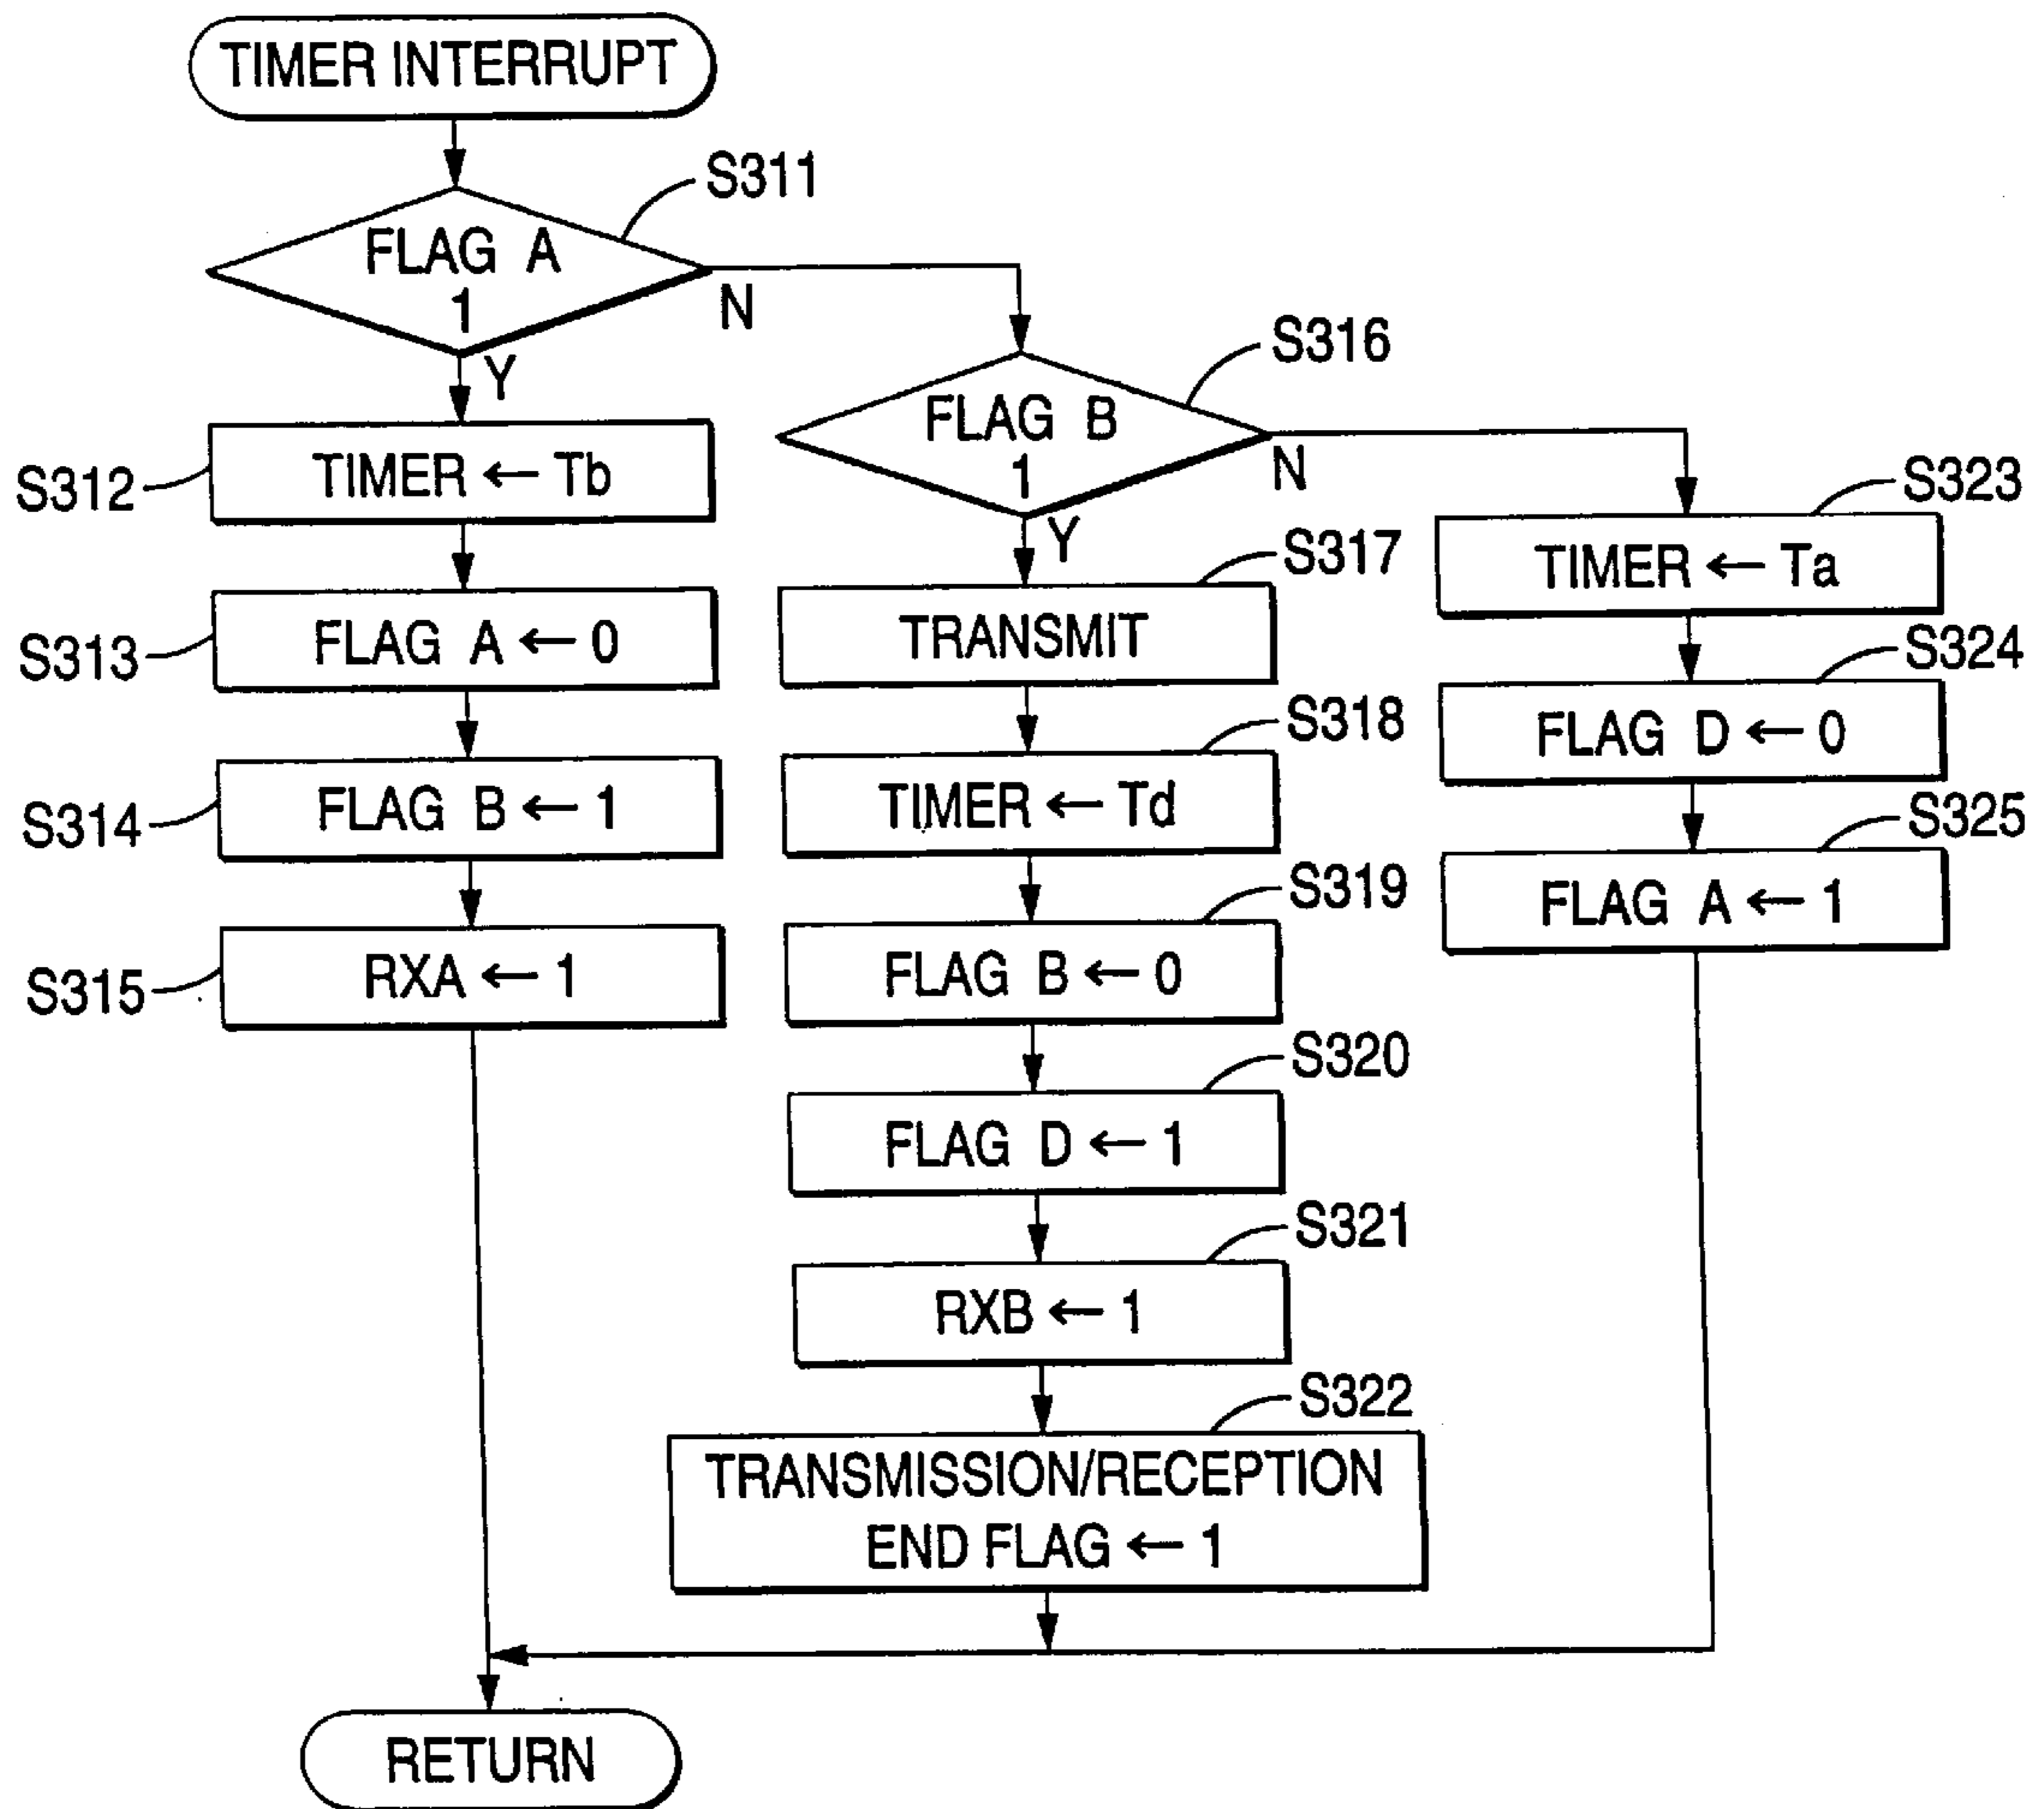 TIMER INTERRUPT
S311
FLAG A
1
N
Y
S312
TIMER ← Tb
S313
FLAG A ← 0
S314
FLAG B ← 1
S315
RXA ← 1
S316
FLAG B
1
N
Y
S317
TRANSMIT
S318
TIMER ← Td
S319
FLAG B ← 0
S320
FLAG D ← 1
S321
RXB ← 1
S322
TRANSMISSION/RECEPTION
END FLAG ← 1
S323
TIMER ← Ta
S324
FLAG D ← 0
S325
FLAG A ← 1
RETURN